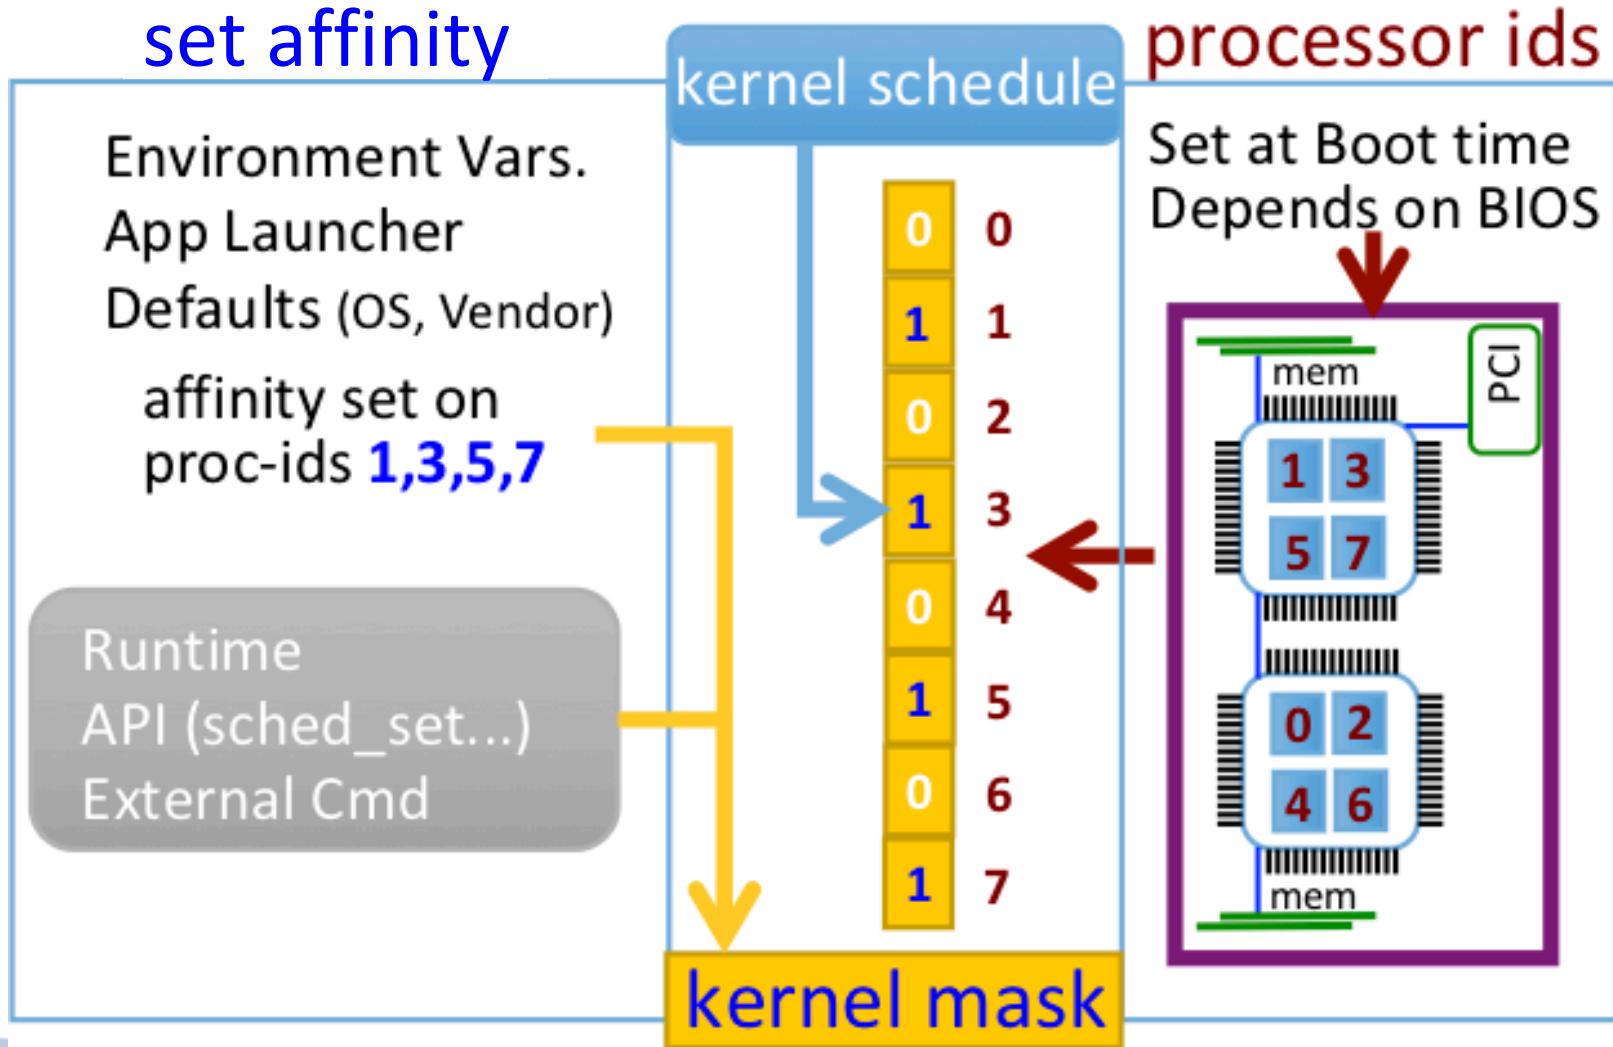 set affinity
kernel schedule
processor ids
Environment Vars.
App Launcher
Defaults (OS, Vendor)
affinity set on
proc-ids 1,3,5,7
Runtime
API (sched_set...)
External Cmd
0 0
1 1
0 2
1 3
0 4
1 5
0 6
1 7
kernel mask
Set at Boot time
Depends on BIOS
mem
PCI
1 3
5 7
0 2
4 6
mem